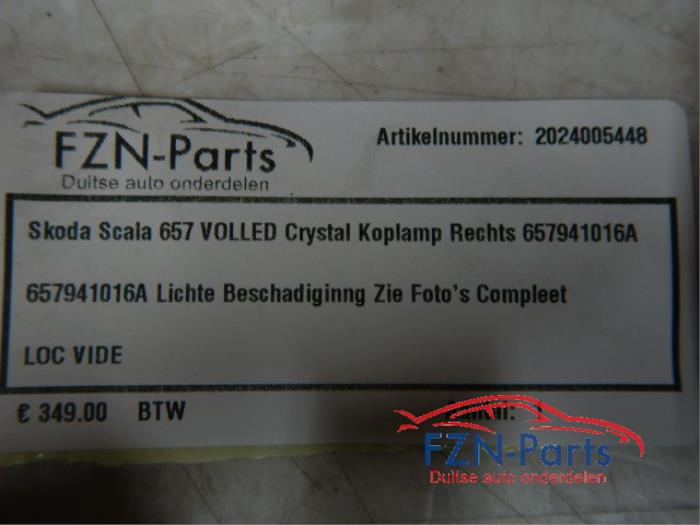 FZN-Parts
Duitse auto onderdelen
Artikelnummer: 2024005448
Skoda Scala 657 VOLLED Crystal Koplamp Rechts 657941016A
657941016A Lichte Beschadiginng Zie Foto's Compleet
LOC VIDE
€ 349.00 BTW
FZN-Parts
Duitse auto onderdelen